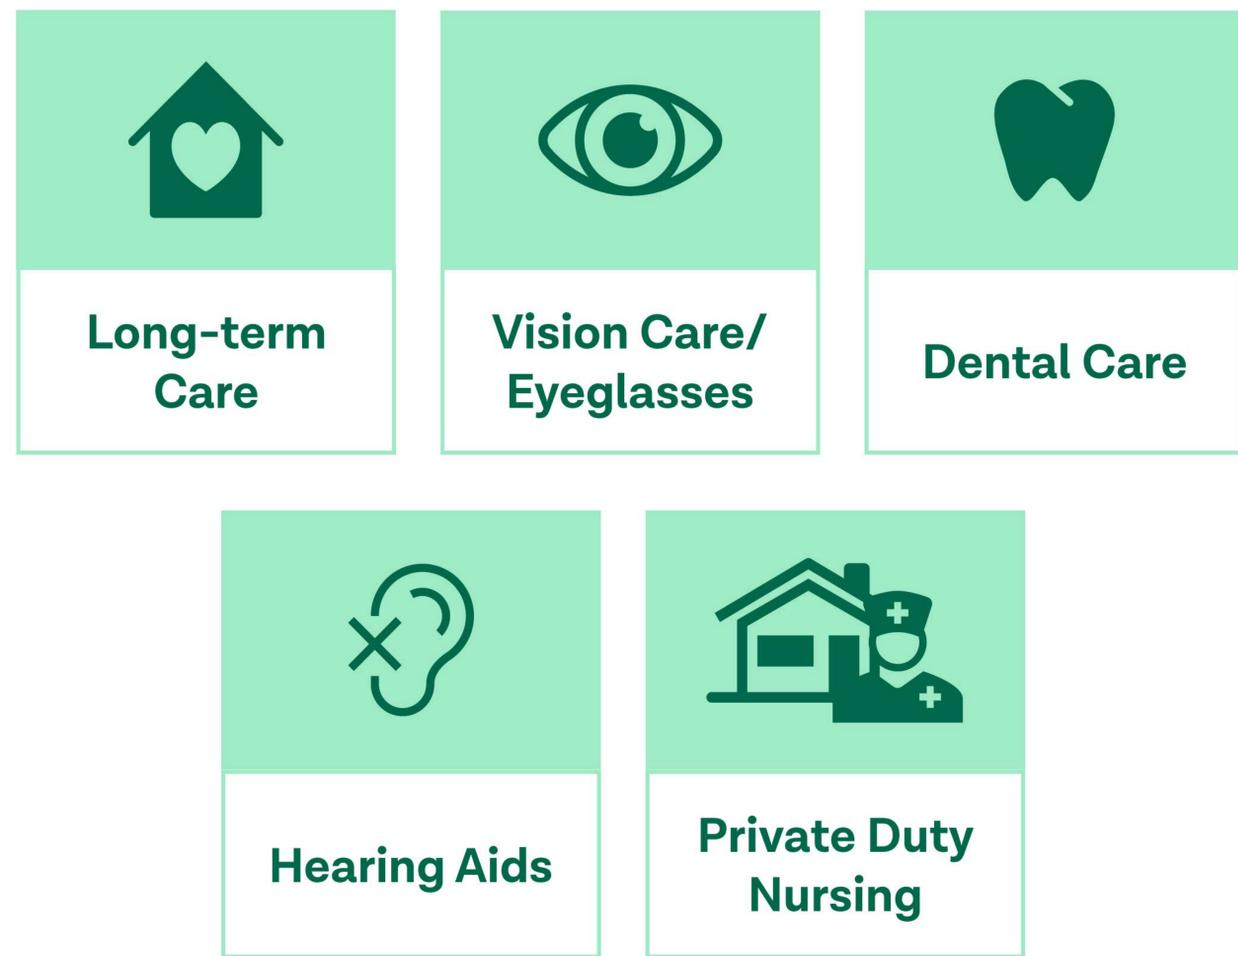 Long-term
Care
Vision Care/
Eyeglasses
Dental Care
Hearing Aids
Private Duty
Nursing